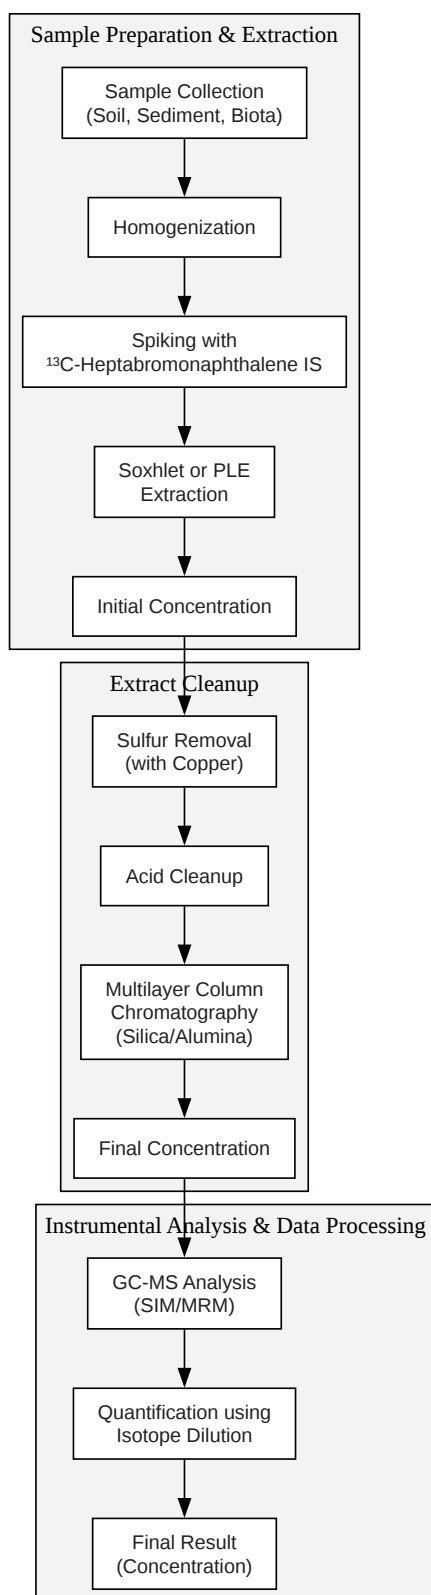 Sample Preparation & Extraction
Sample Collection
(Soil, Sediment, Biota)
Homogenization
Spiking with
¹³C-Heptabromonaphthalene IS
Soxhlet or PLE
Extraction
Initial Concentration
Extract Cleanup
Sulfur Removal
(with Copper)
Acid Cleanup
Multilayer Column
Chromatography
(Silica/Alumina)
Final Concentration
Instrumental Analysis & Data Processing
GC-MS Analysis
(SIM/MRM)
Quantification using
Isotope Dilution
Final Result
(Concentration)